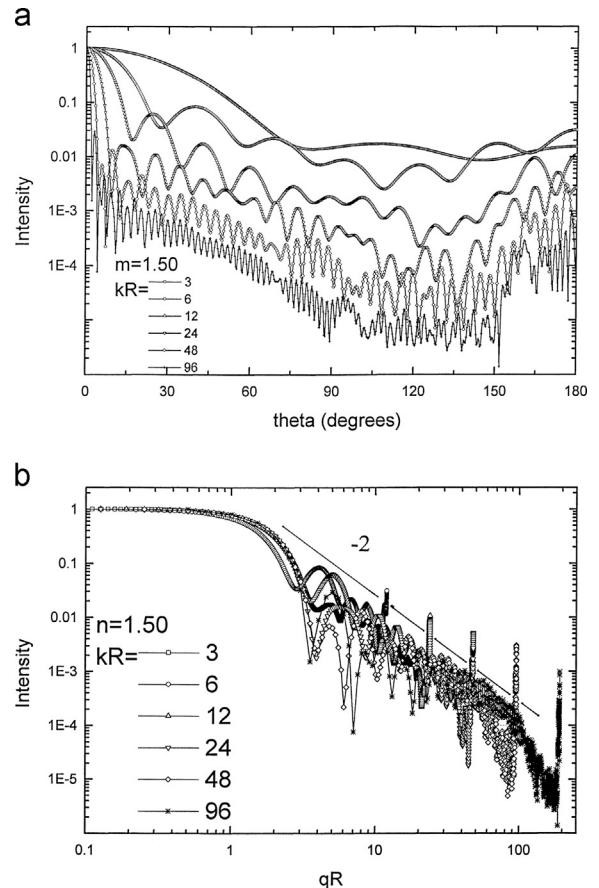 a
1
0.1
0.01
1E-3
1E-4
Intensity
m=1.50
kR=
3
6
12
24
48
96
0 30 60 90 120 150 180
theta (degrees)
b
1
0.1
0.01
1E-3
1E-4
1E-5
Intensity
-2
n=1.50
kR=
3
6
12
24
48
96
0.1 1 10 100
qR